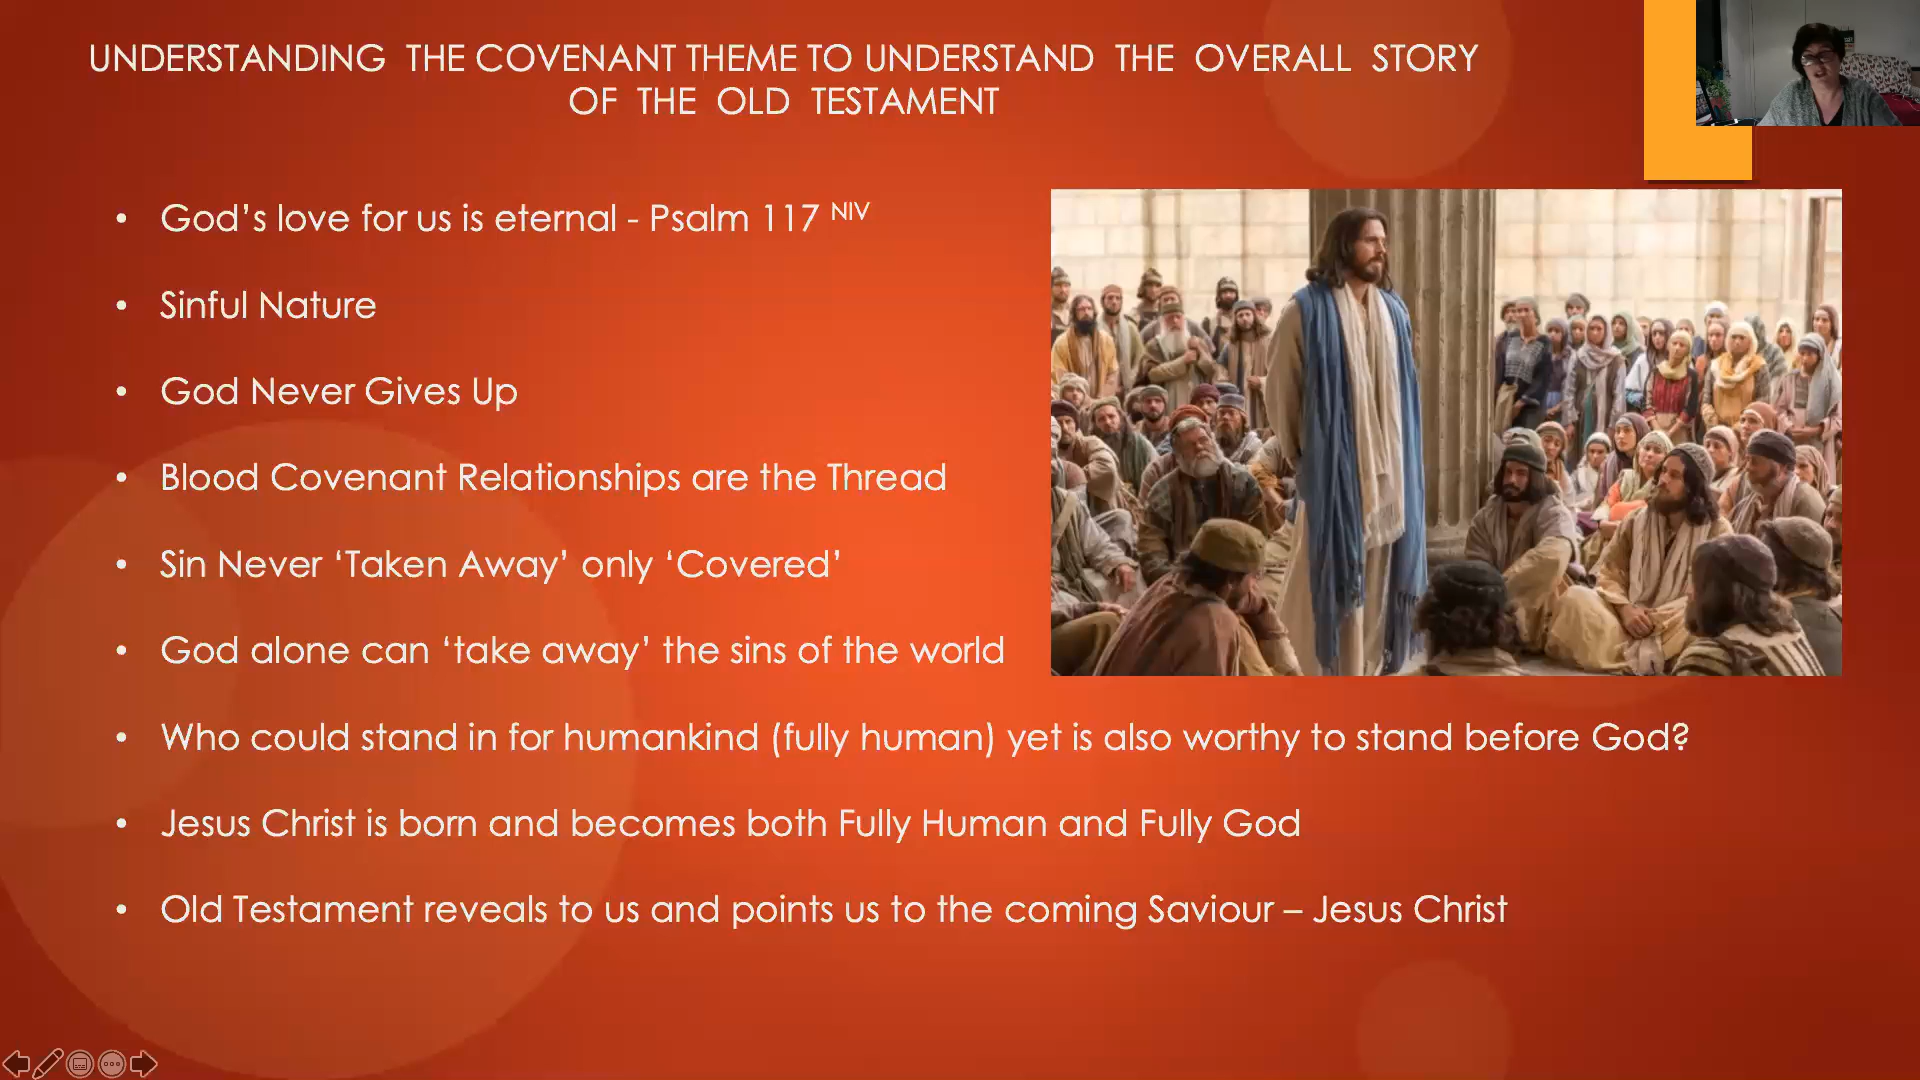 UNDERSTANDING THE COVENANT THEME TO UNDERSTAND THE OVERALL STORY
OF THE OLD TESTAMENT
• God’s love for us is eternal - Psalm 117 NIV
• Sinful Nature
• God Never Gives Up
• Blood Covenant Relationships are the Thread
• Sin Never ‘Taken Away’ only ‘Covered’
• God alone can ‘take away’ the sins of the world
• Who could stand in for humankind (fully human) yet is also worthy to stand before God?
• Jesus Christ is born and becomes both Fully Human and Fully God
• Old Testament reveals to us and points us to the coming Saviour – Jesus Christ